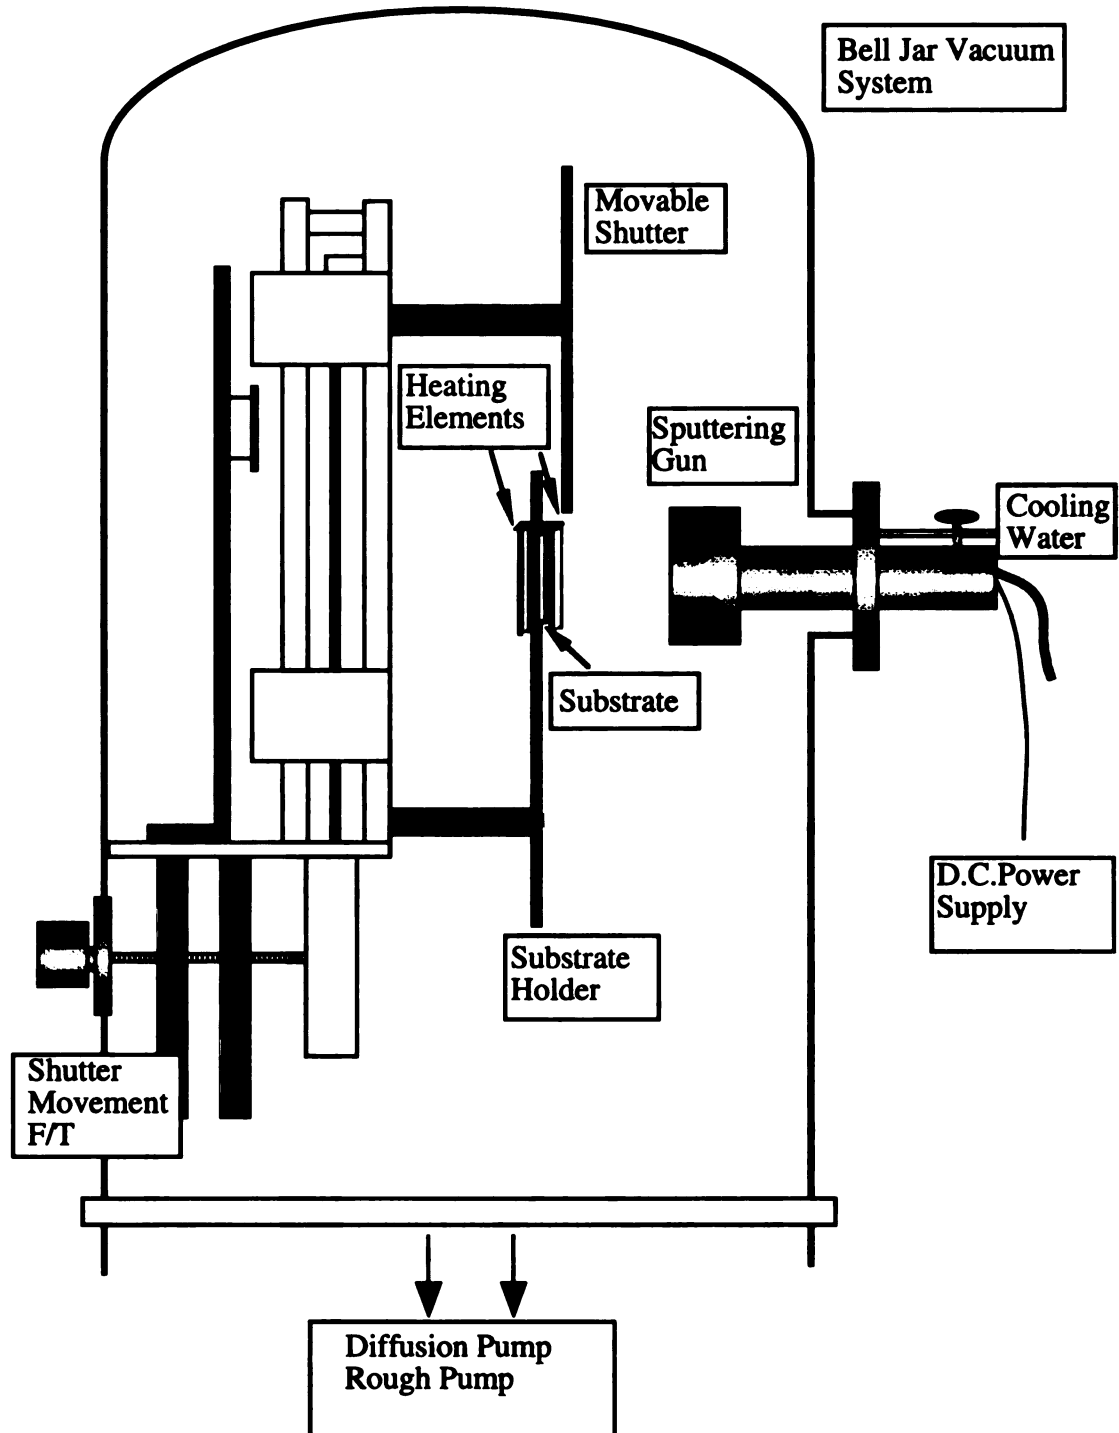 Bell Jar Vacuum
System
Movable
Shutter
Heating
Elements
Sputtering
Gun
Cooling
Water
Substrate
D.C.Power
Supply
Substrate
Holder
Shutter
Movement
F/T
Diffusion Pump
Rough Pump